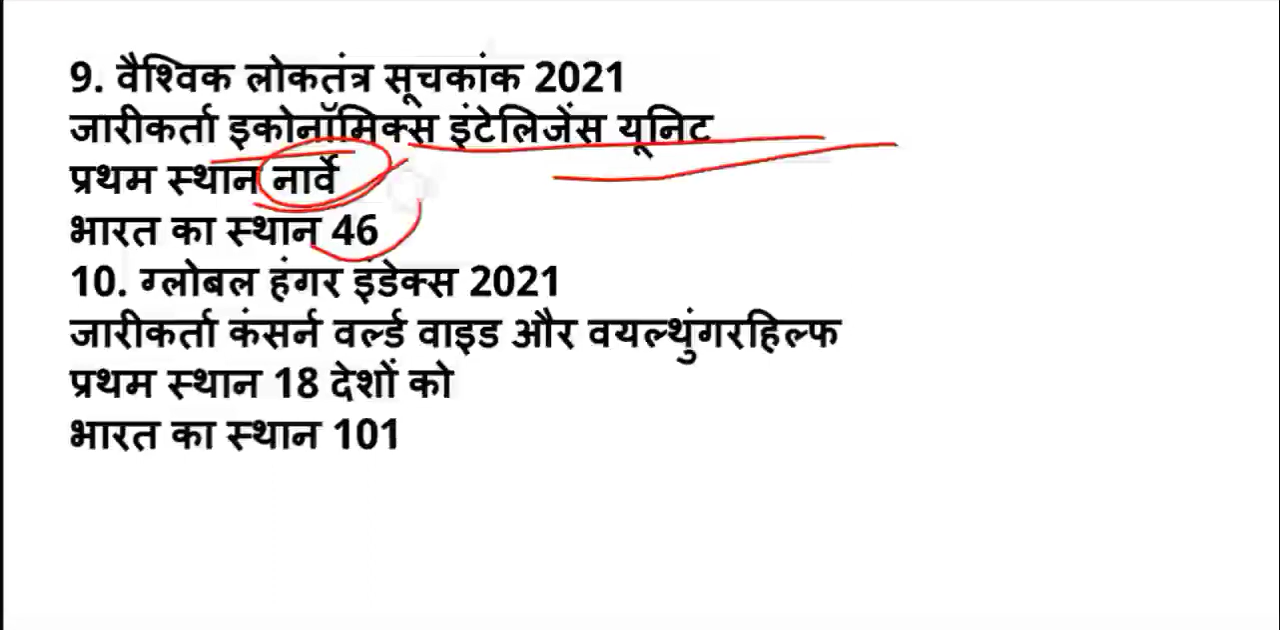 9. वैश्विक लोकतंत्र सूचकांक 2021
जारीकर्ता इकोनॉमिक्स इंटेलिजेंस यूनिट
प्रथम स्थान नार्वे
भारत का स्थान 46
10. ग्लोबल हंगर इंडेक्स 2021
जारीकर्ता कंसर्न वर्ल्ड वाइड और वयल्थुंगरहिल्फ
प्रथम स्थान 18 देशों को
भारत का स्थान 101